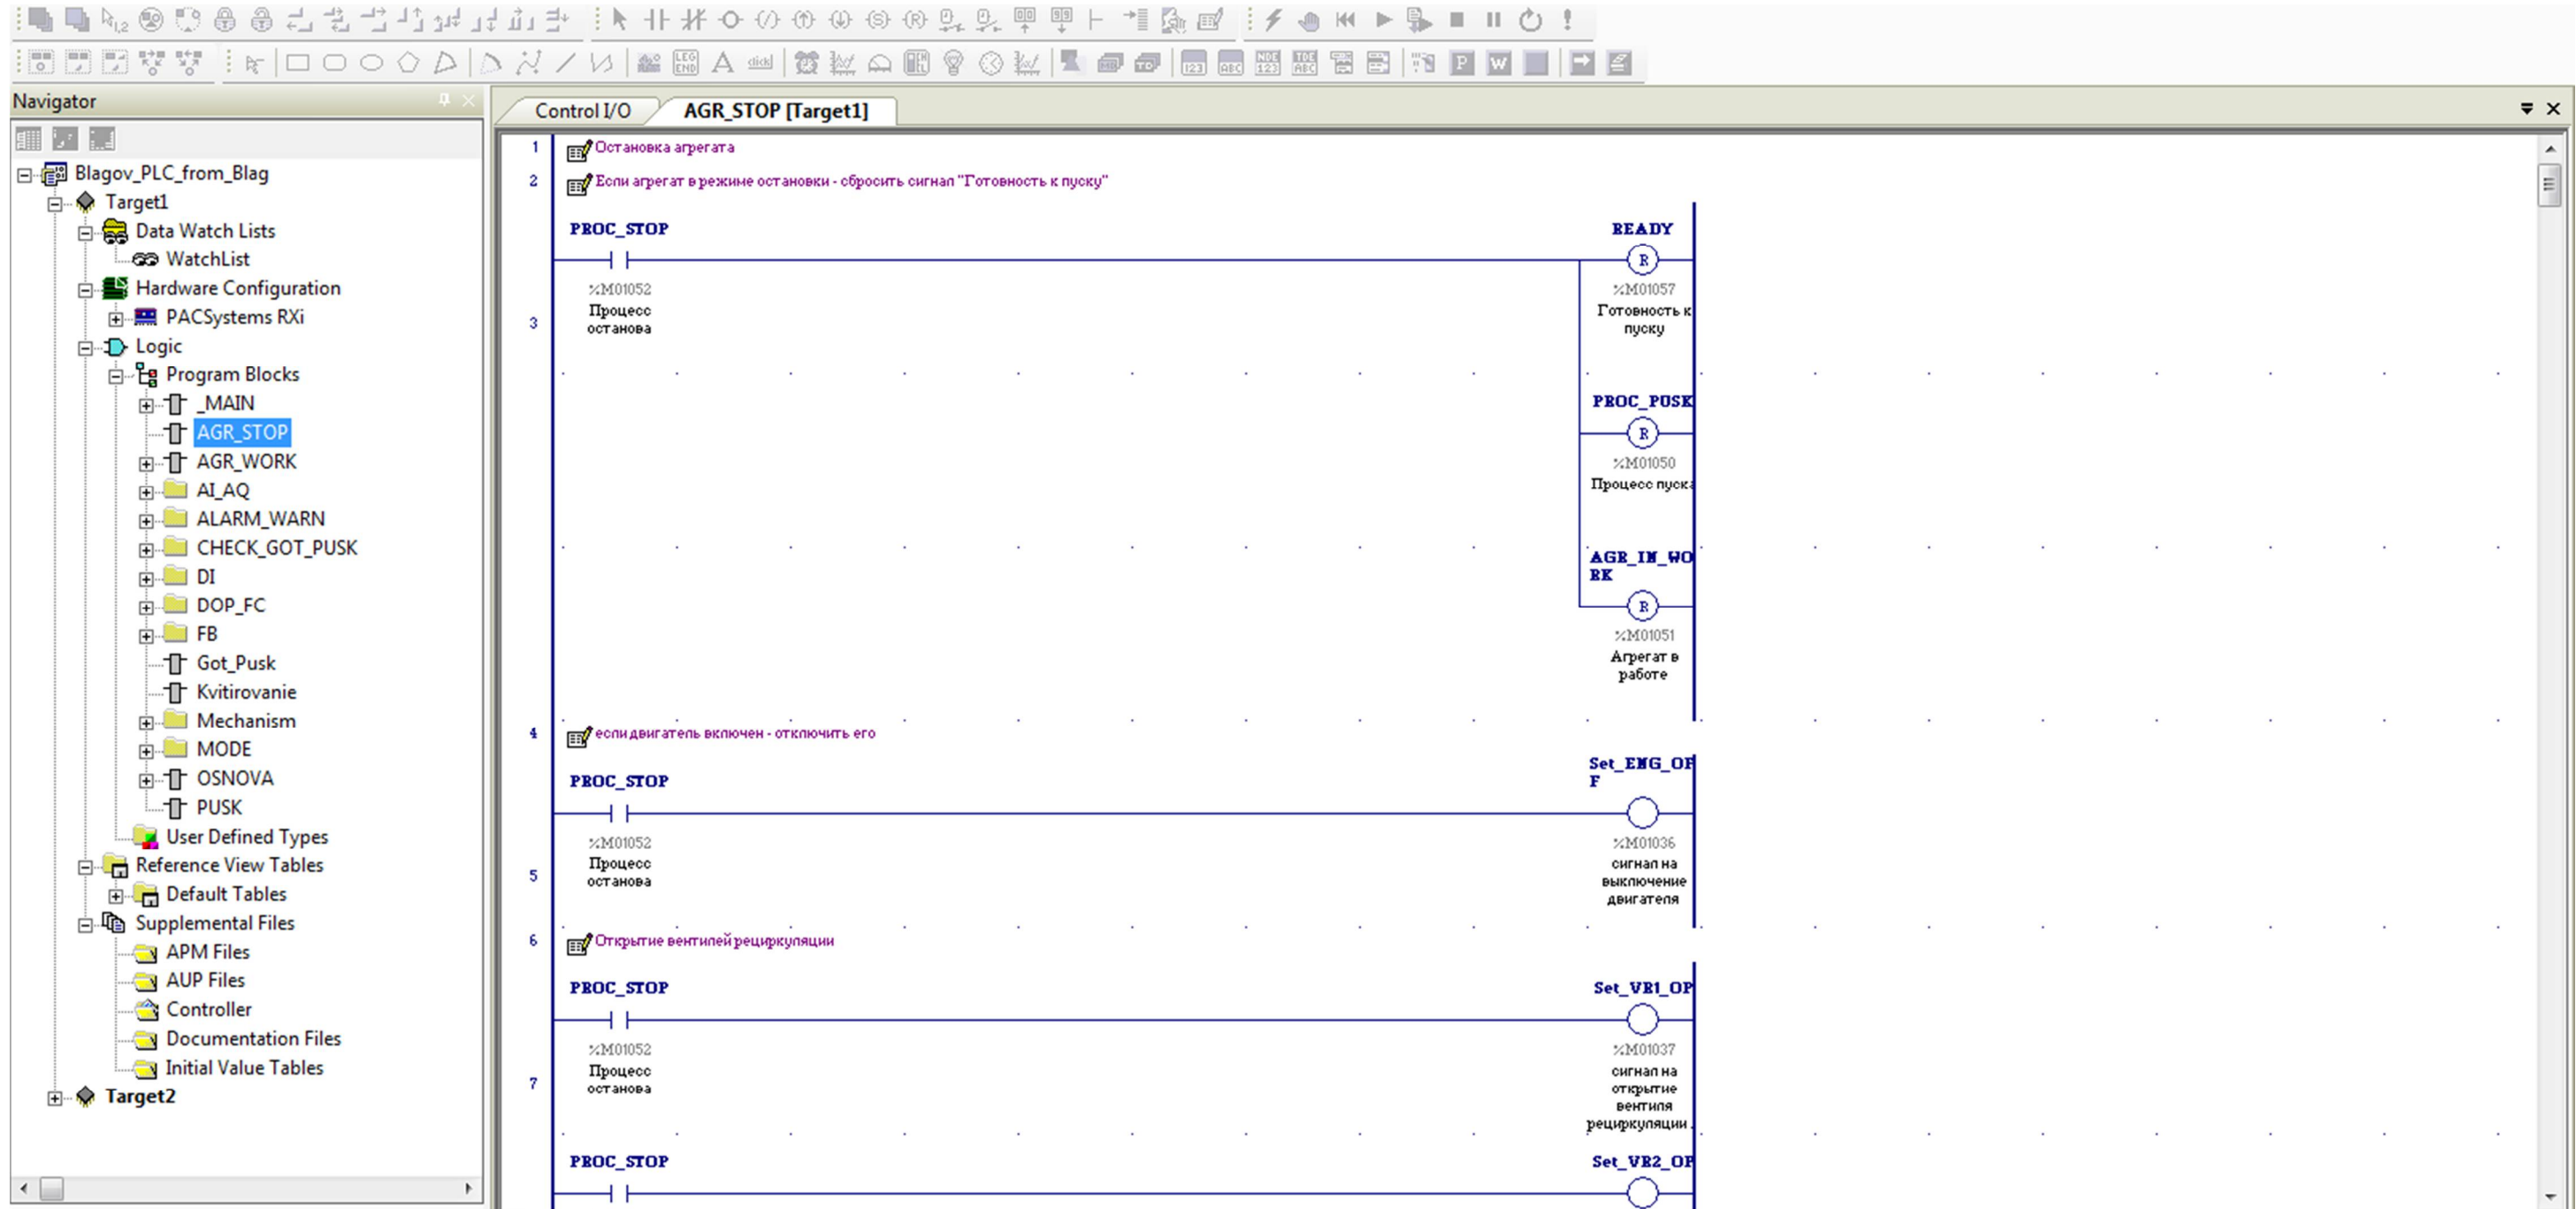 Navigator
Blagov_PLC_from_Blag
Target1
Data Watch Lists
WatchList
Hardware Configuration
PACSystems RXi
Logic
Program Blocks
_MAIN
AGR_STOP
AGR_WORK
AI_AQ
ALARM_WARN
CHECK_GOT_PUSK
DI
DOP_FC
FB
Got_Pusk
Kvitirovanie
Mechanism
MODE
OSNOVA
PUSK
User Defined Types
Reference View Tables
Default Tables
Supplemental Files
APM Files
AUP Files
Controller
Documentation Files
Initial Value Tables
Target2
Control I/O
AGR_STOP [Target1]
1
Остановка агрегата
2
Если агрегат в режиме остановки - сбросить сигнал "Готовность к пуску"
PROC_STOP
READY
R
%M01052
%M01057
Процесс
останова
Готовность к
пуску
3
PROC_PUSK
R
%M01050
Процесс пуска
AGR_IN_WO
RK
R
%M01051
Агрегат в
работе
4
если двигатель включен - отключить его
PROC_STOP
Set_ENG_OF
F
%M01052
%M01036
Процесс
останова
сигнал на
выключение
двигателя
5
6
Открытие вентилей рециркуляции
PROC_STOP
Set_VR1_OP
%M01052
%M01037
Процесс
останова
сигнал на
открытие
вентиля
рециркуляции
7
PROC_STOP
Set_VR2_OP